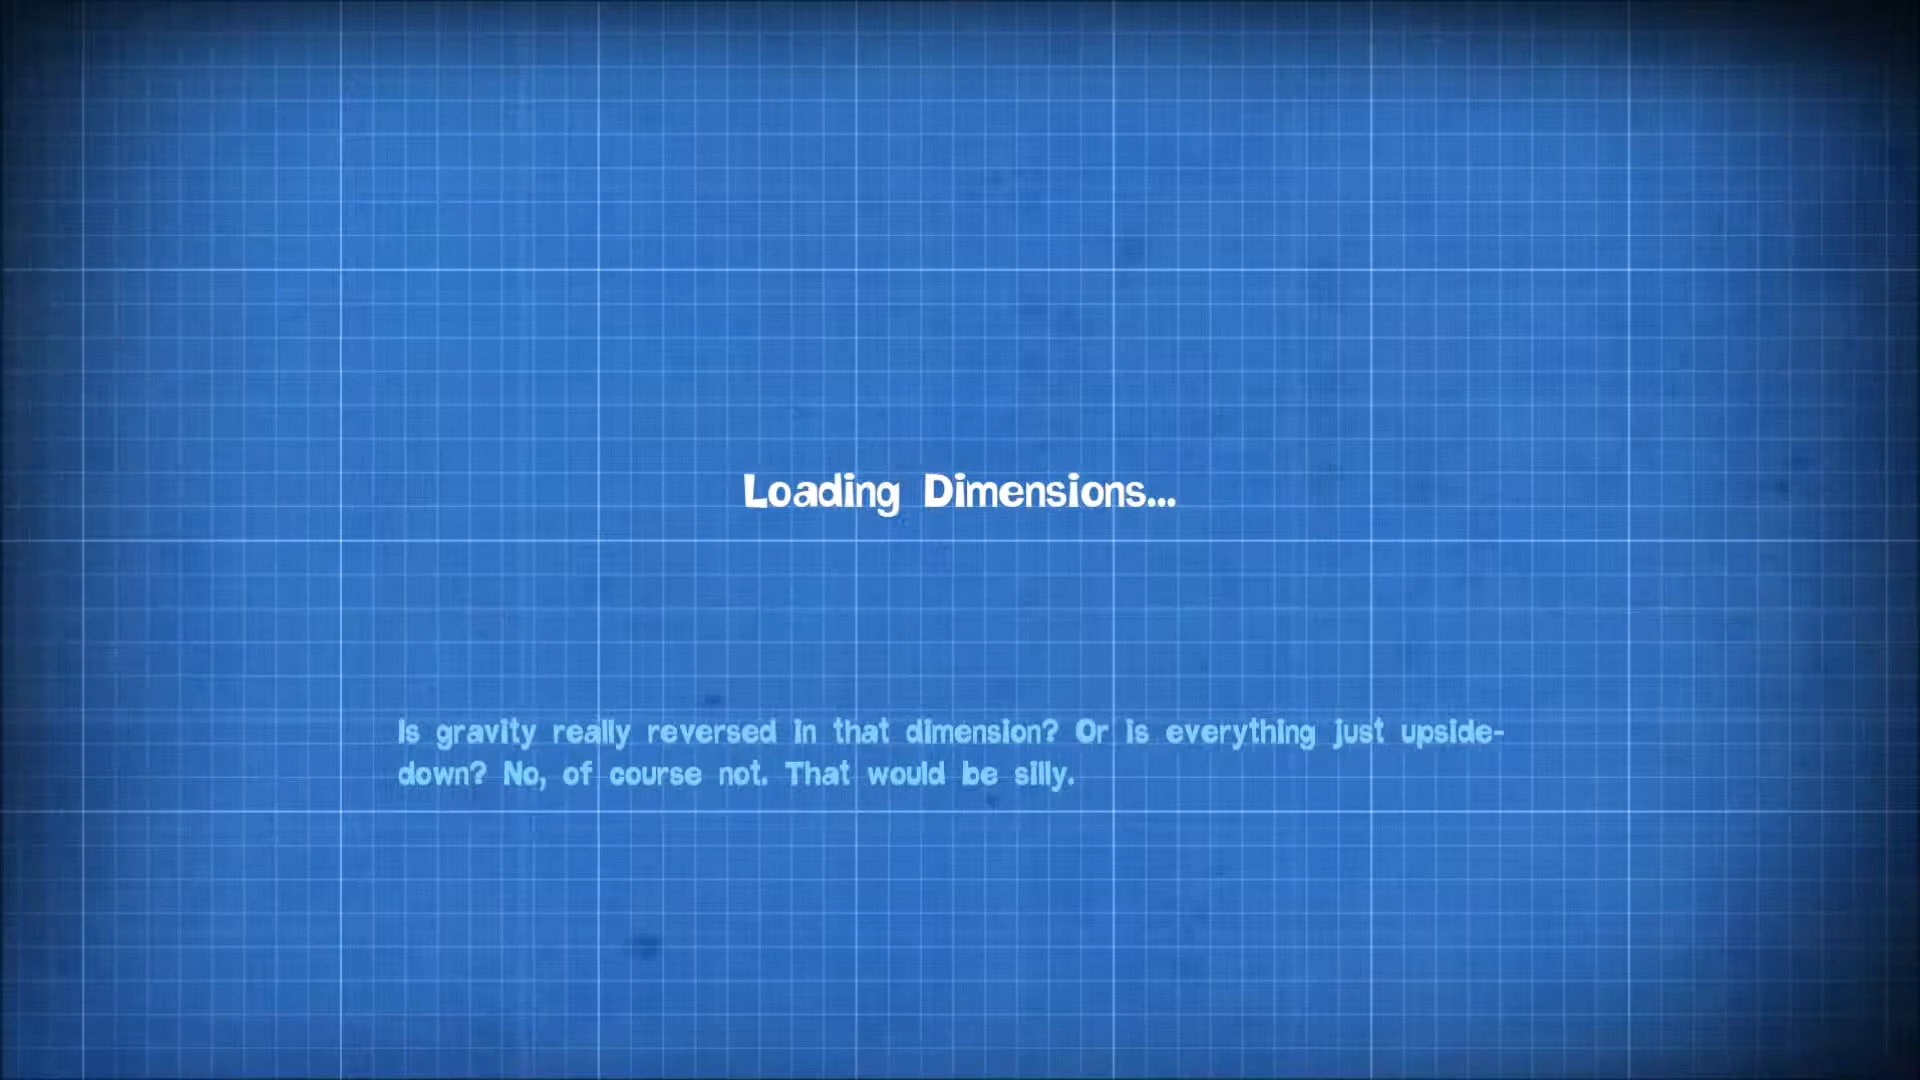 Loading Dimensions...
Is gravity really reversed in that dimension? Or is everything just upside-
down? No, of course not. That would be silly.